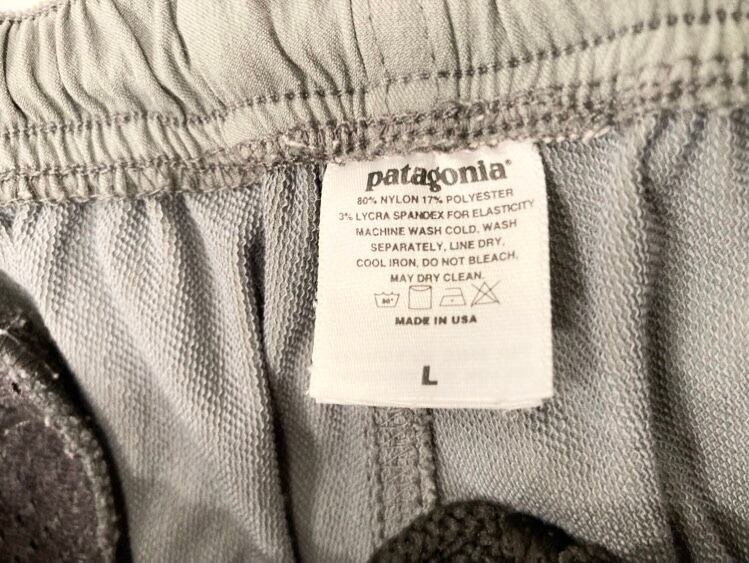 patagonia®
80% NYLON 17% POLYESTER
3% LYCRA SPANDEX FOR ELASTICITY
MACHINE WASH COLD, WASH
SEPARATELY, LINE DRY,
COOL IRON, DO NOT BLEACH,
MAY DRY CLEAN.
80°
MADE IN USA
L